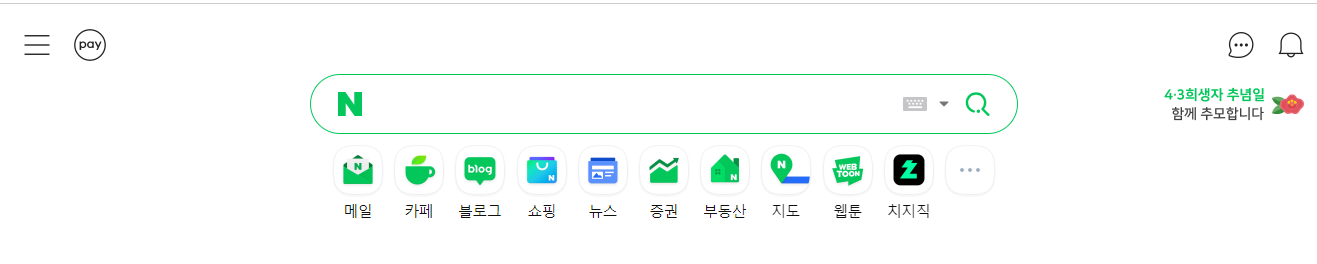 pay
N
4·3희생자 추념일
함께 추모합니다
N
blog
N
N
N
WEB
TOON
메일 카페 블로그 쇼핑 뉴스 증권 부동산 지도 웹툰 치지직